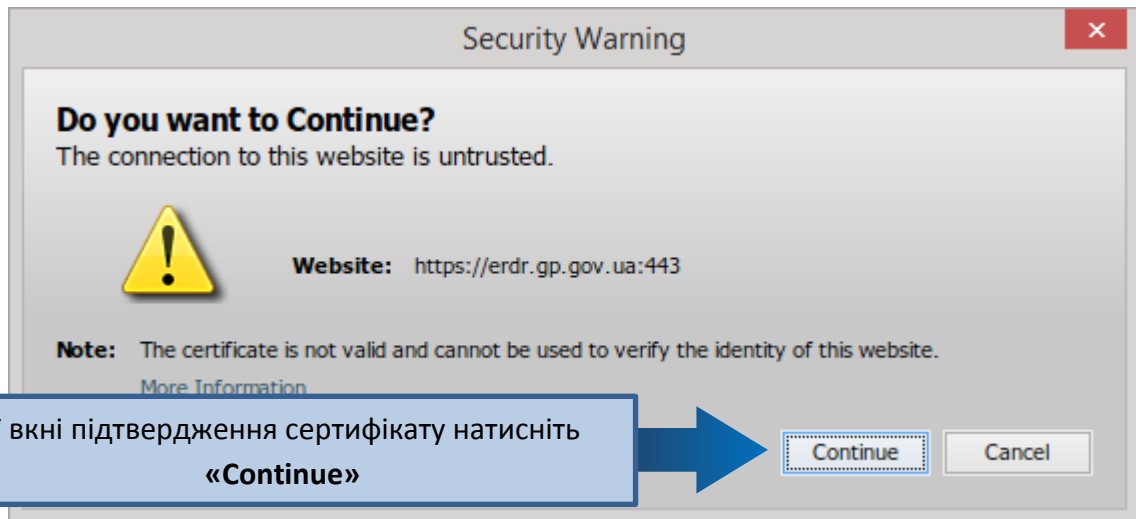 Security Warning
Do you want to Continue?
The connection to this website is untrusted.
Website: https://erdr.gp.gov.ua:443
Note: The certificate is not valid and cannot be used to verify the identity of this website.
More Information
вкні підтвердження сертифікату натисніть
«Continue»
Continue
Cancel